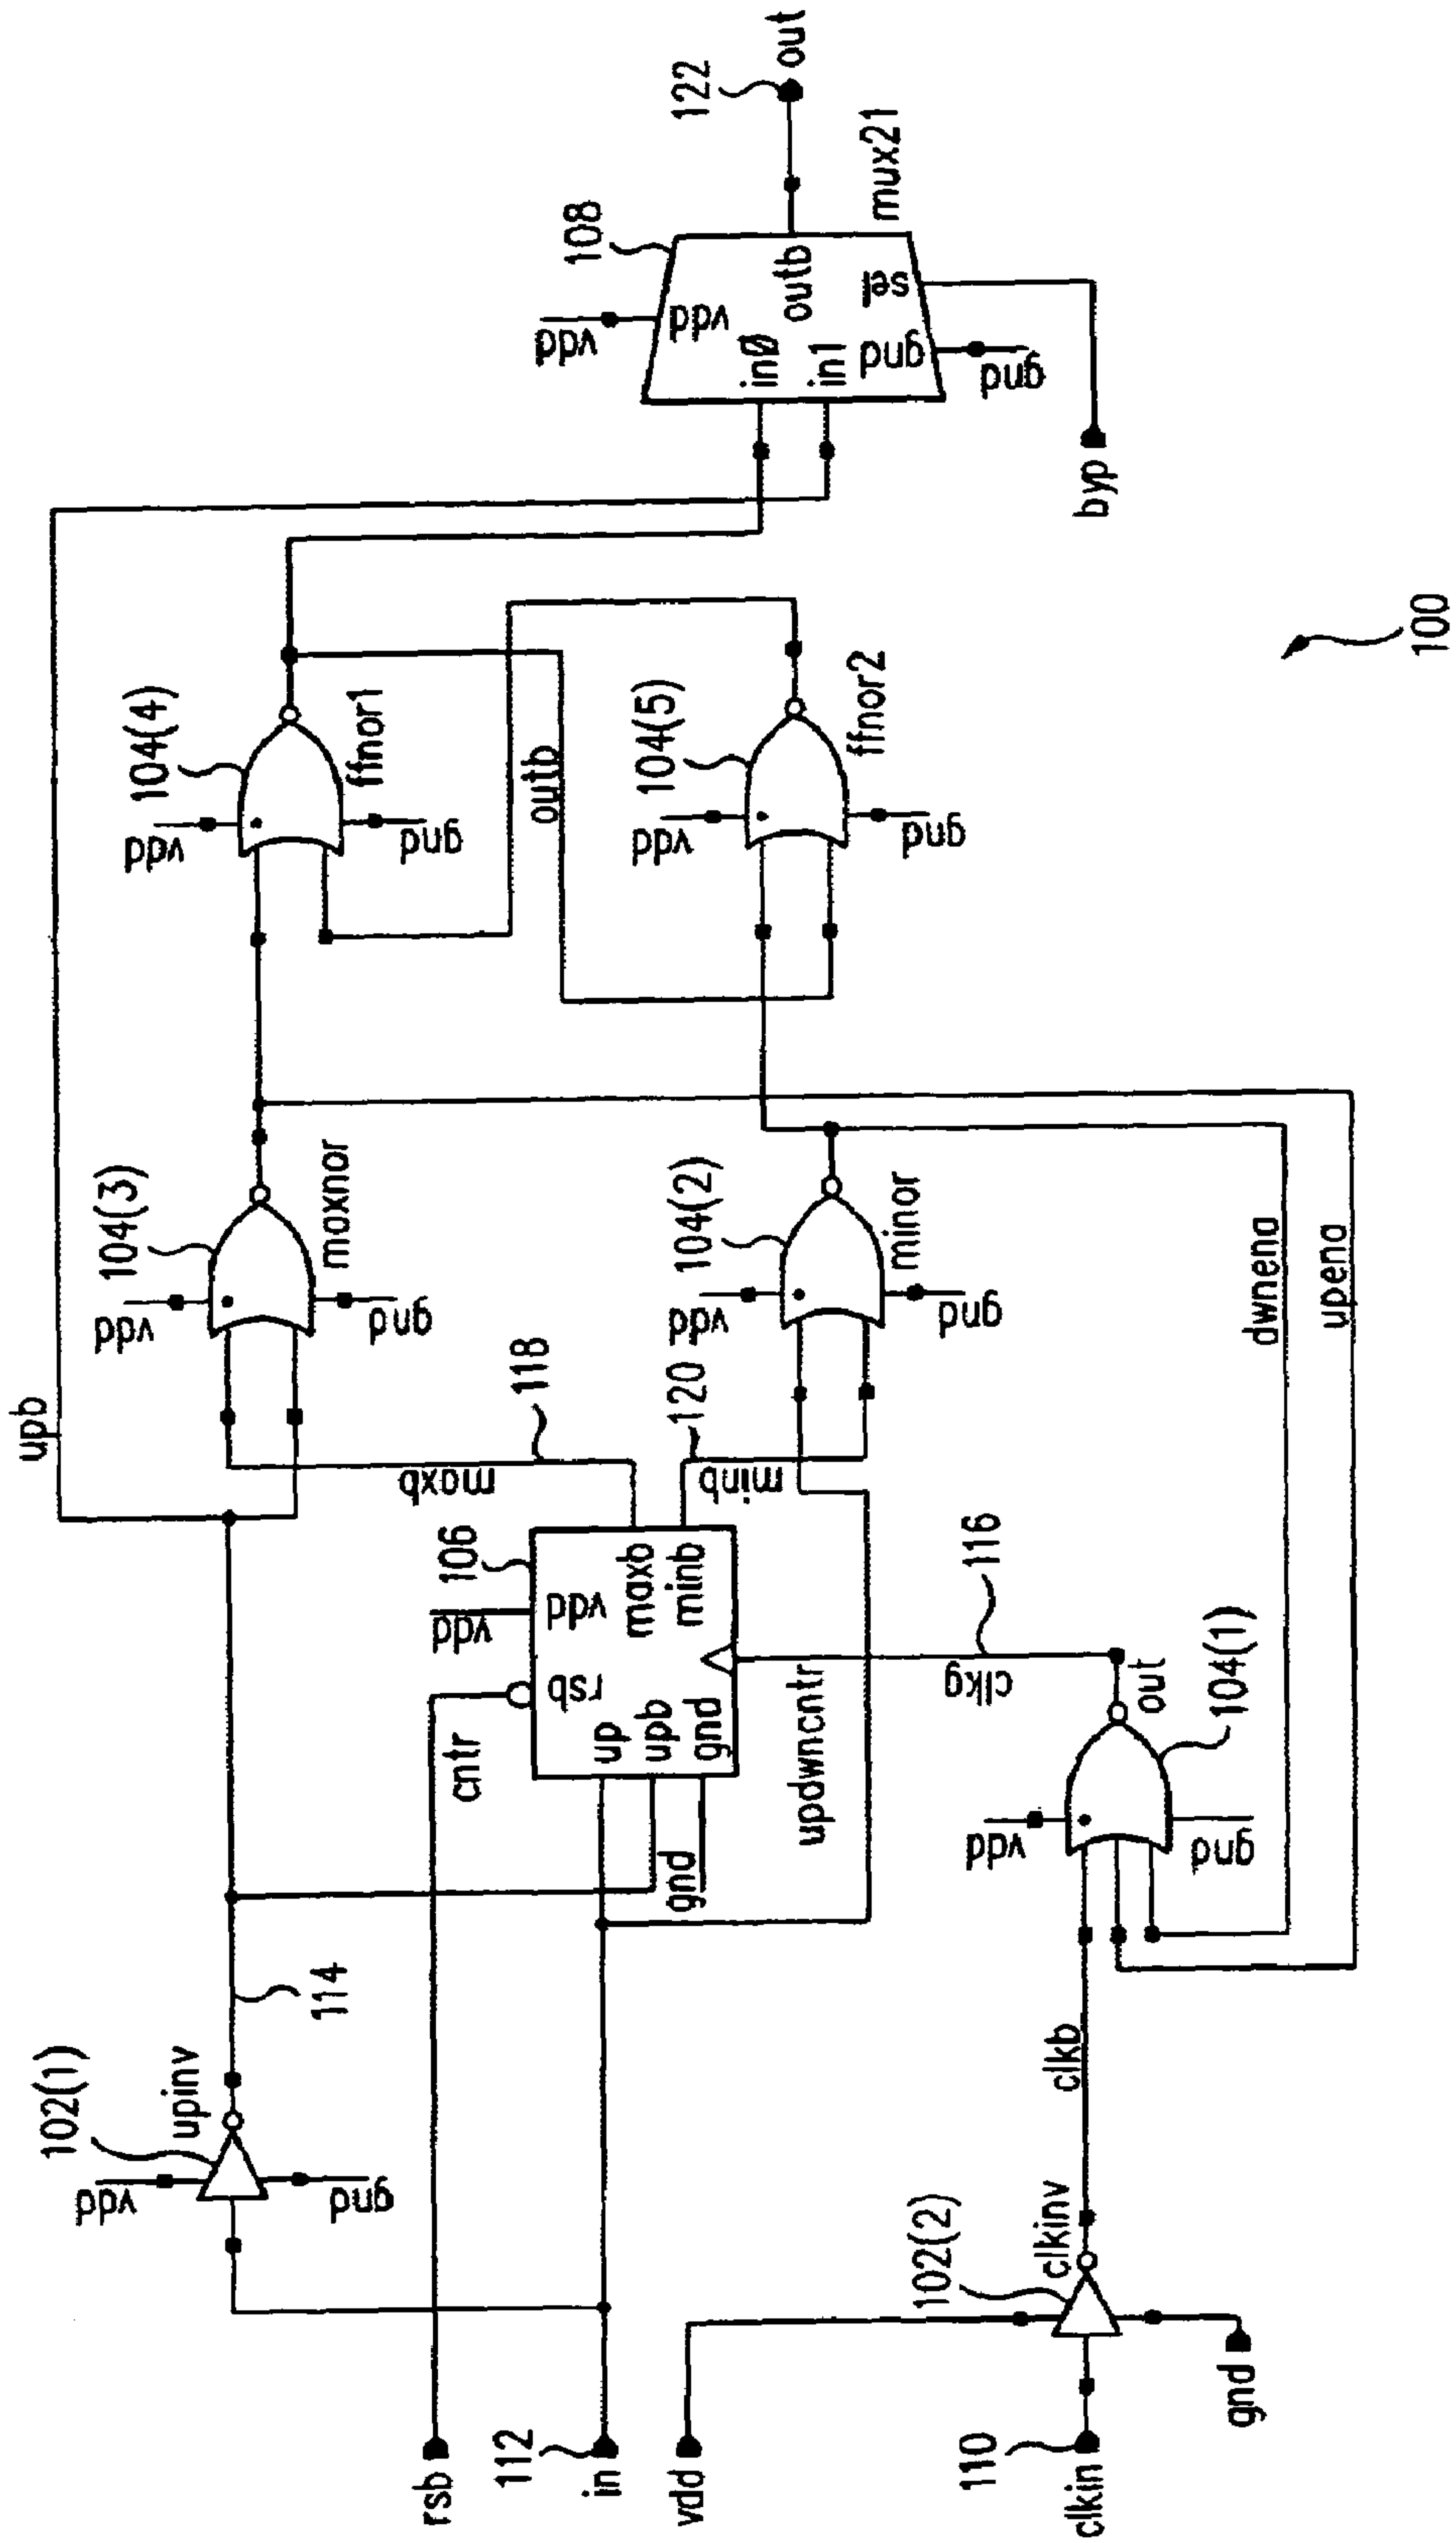 upb
102(1)
upinv
vdd
gnd
114
104(3)
maxnor
vdd
gnd
104(4)
ffnor1
vdd
gnd
outb
108
vdd
vdd
in0
in1
outb
sel
gnd
gnd
mux21
122
out
byp
rsb
cntr
112
in
106
vdd
vdd
rsb
up
upb
gnd
gnd
maxb
minb
updwncntr
maxb
118
minb
120
104(2)
minor
vdd
gnd
104(5)
ffnor2
vdd
gnd
vdd
110
clkin
102(2)
clkinv
gnd
clkb
vdd
gnd
out
104(1)
clkg
116
dwnena
upena
100